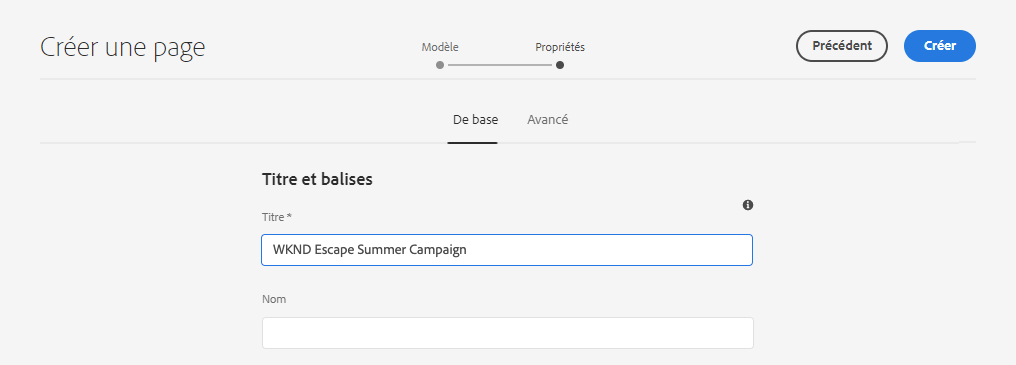 Créer une page
Modèle
Propriétés
Précédent
Créer
De base
Avancé
Titre et balises
Titre *
WKND Escape Summer Campaign
Nom